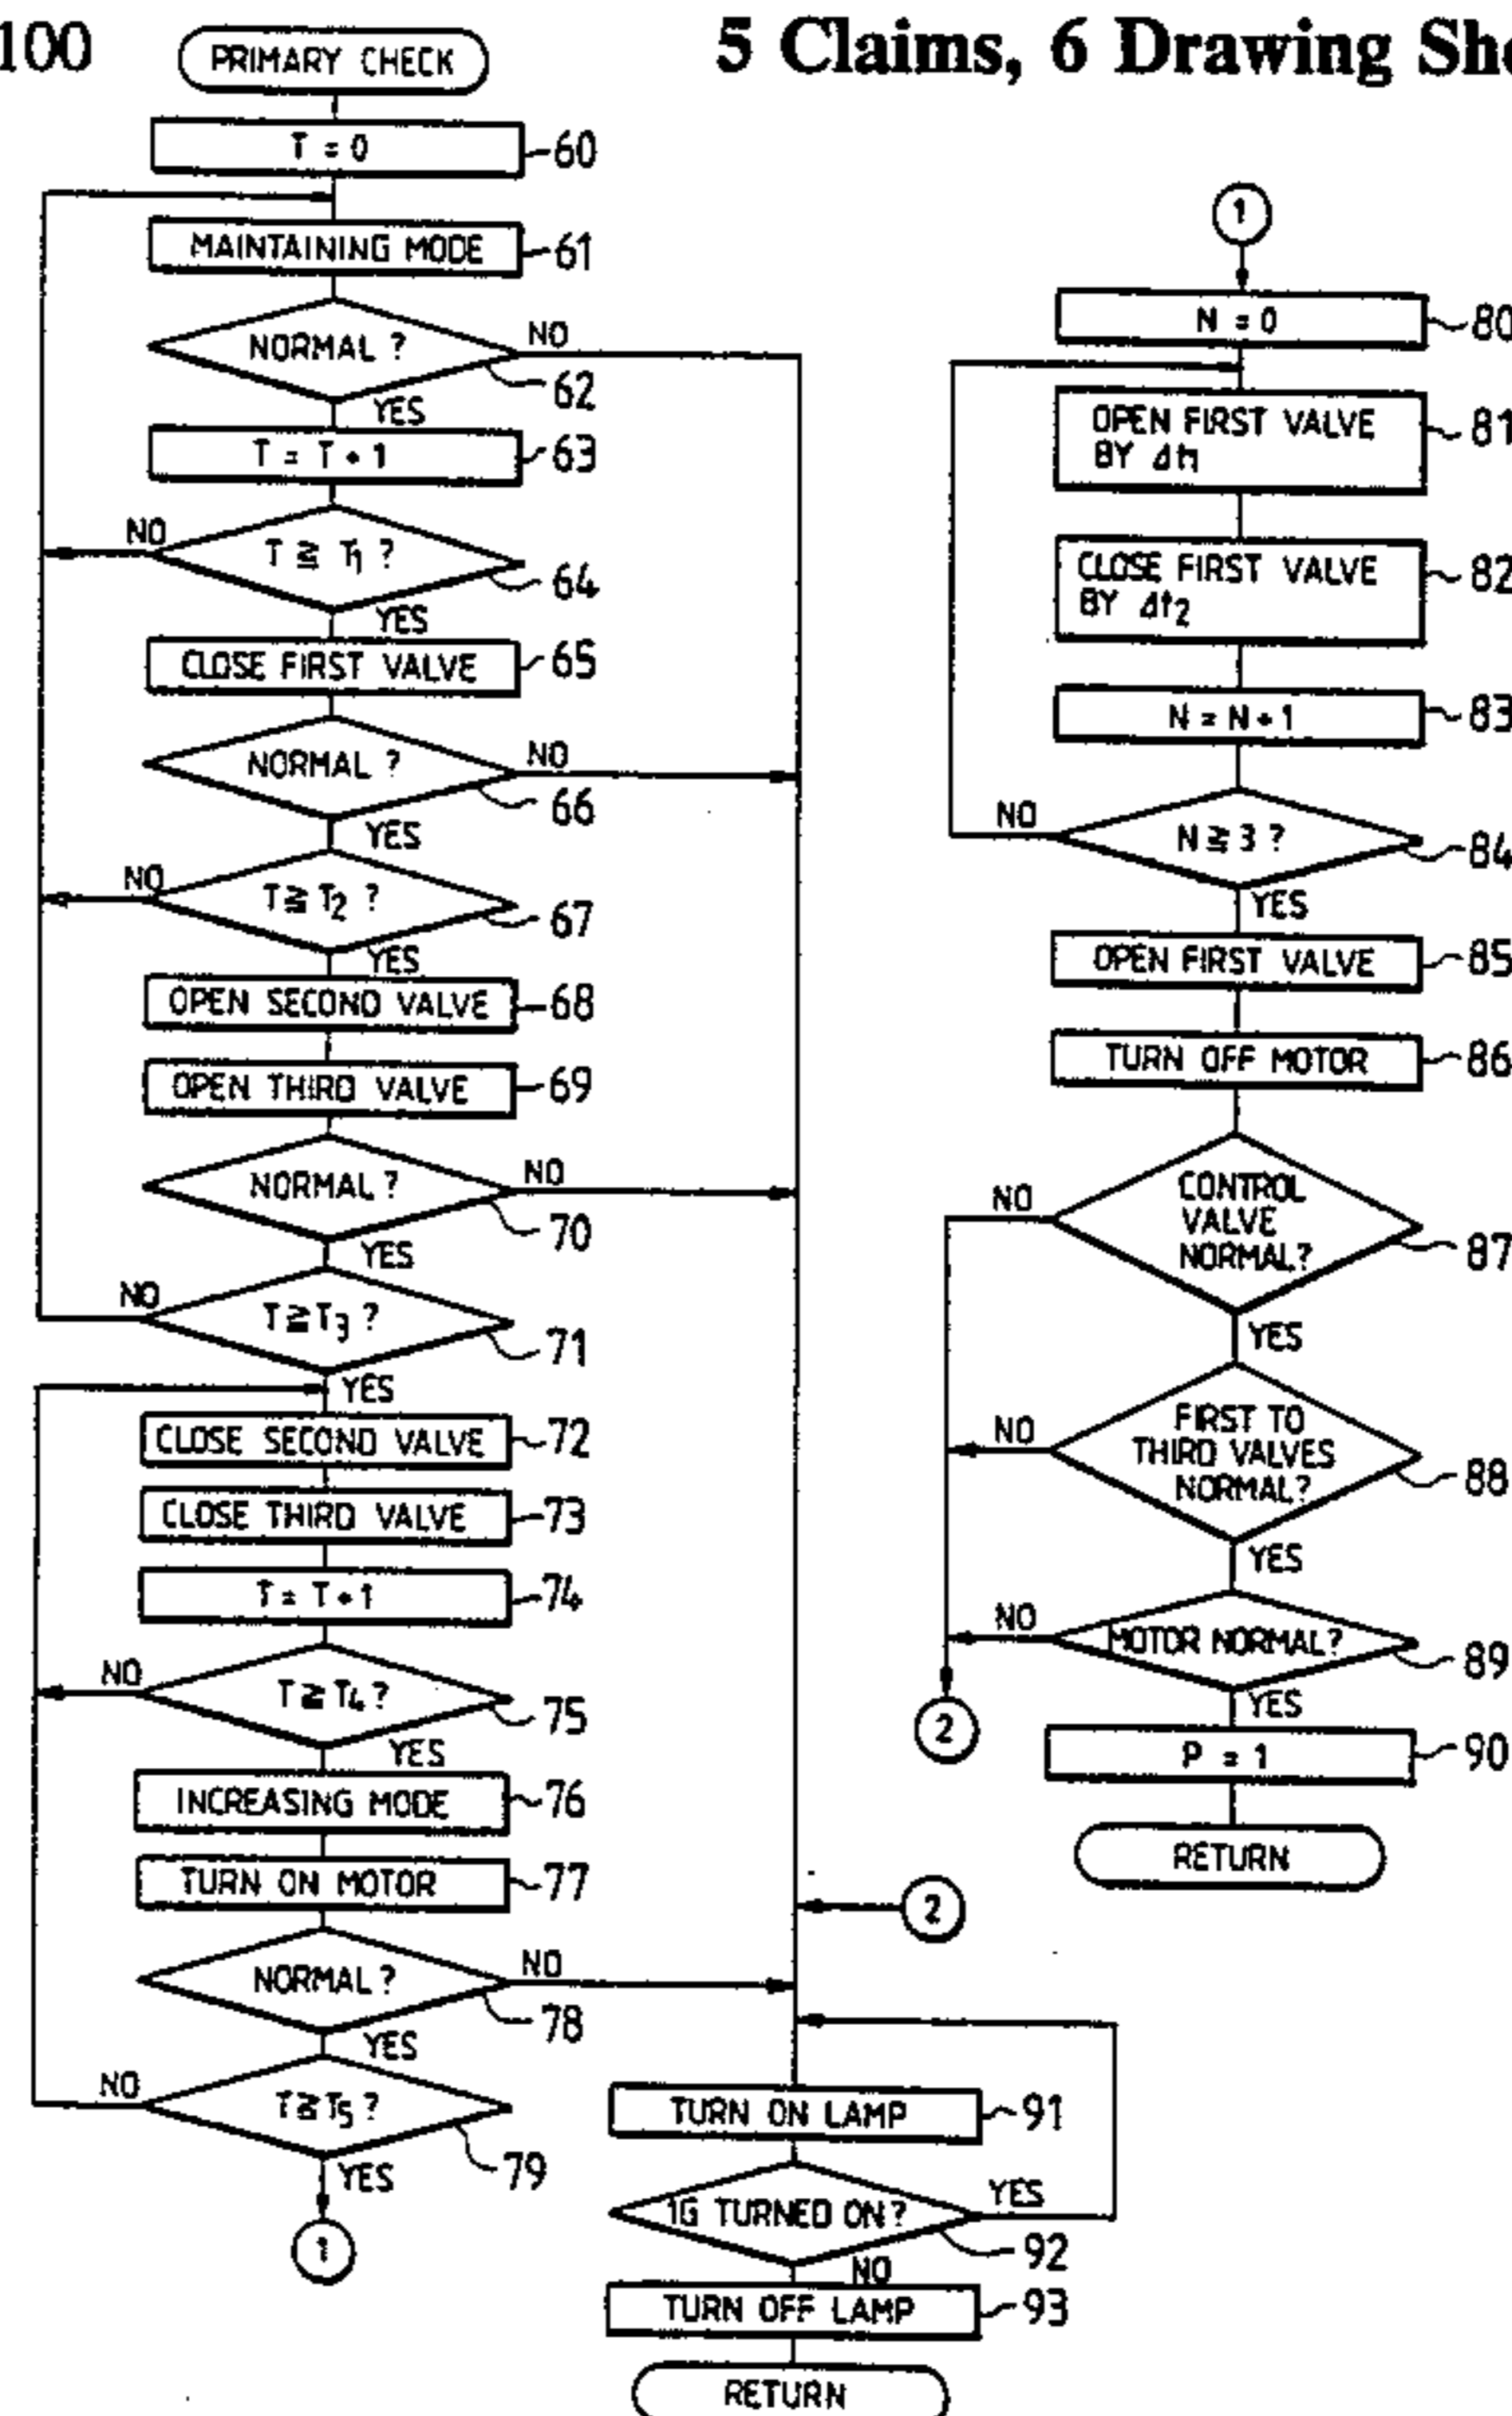 100
5 Claims, 6 Drawing
PRIMARY CHECK
T = 0
60
MAINTAINING MODE
61
NORMAL ?
NO
62
YES
T = T + 1
63
NO
T ≧ T1 ?
64
YES
CLOSE FIRST VALVE
65
NORMAL ?
NO
66
YES
NO
T ≧ T2 ?
67
YES
OPEN SECOND VALVE
68
OPEN THIRD VALVE
69
NORMAL ?
NO
70
YES
NO
T ≧ T3 ?
71
YES
CLOSE SECOND VALVE
72
CLOSE THIRD VALVE
73
T = T + 1
74
NO
T ≧ T4 ?
75
YES
INCREASING MODE
76
TURN ON MOTOR
77
NORMAL ?
NO
78
YES
NO
T ≧ T5 ?
79
YES
1
1
N = 0
80
OPEN FIRST VALVE
BY Δt1
81
CLOSE FIRST VALVE
BY Δt2
82
N = N + 1
83
NO
N ≧ 3 ?
84
YES
OPEN FIRST VALVE
85
TURN OFF MOTOR
86
NO
CONTROL
VALVE
NORMAL?
87
YES
NO
FIRST TO
THIRD VALVES
NORMAL?
88
YES
NO
MOTOR NORMAL?
89
YES
2
P = 1
90
RETURN
2
TURN ON LAMP
91
IG TURNED ON ?
YES
92
NO
TURN OFF LAMP
93
RETURN